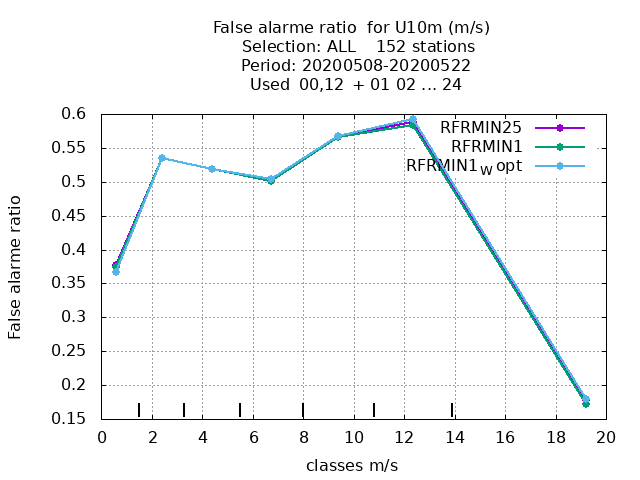 False alarme ratio for U10m (m/s)
Selection: ALL 152 stations
Period: 20200508-20200522
Used 00,12 + 01 02 ... 24
RFRMIN25
RFRMIN1
RFRMIN1W opt
False alarme ratio
0.6
0.55
0.5
0.45
0.4
0.35
0.3
0.25
0.2
0.15
0 2 4 6 8 10 12 14 16 18 20
classes m/s